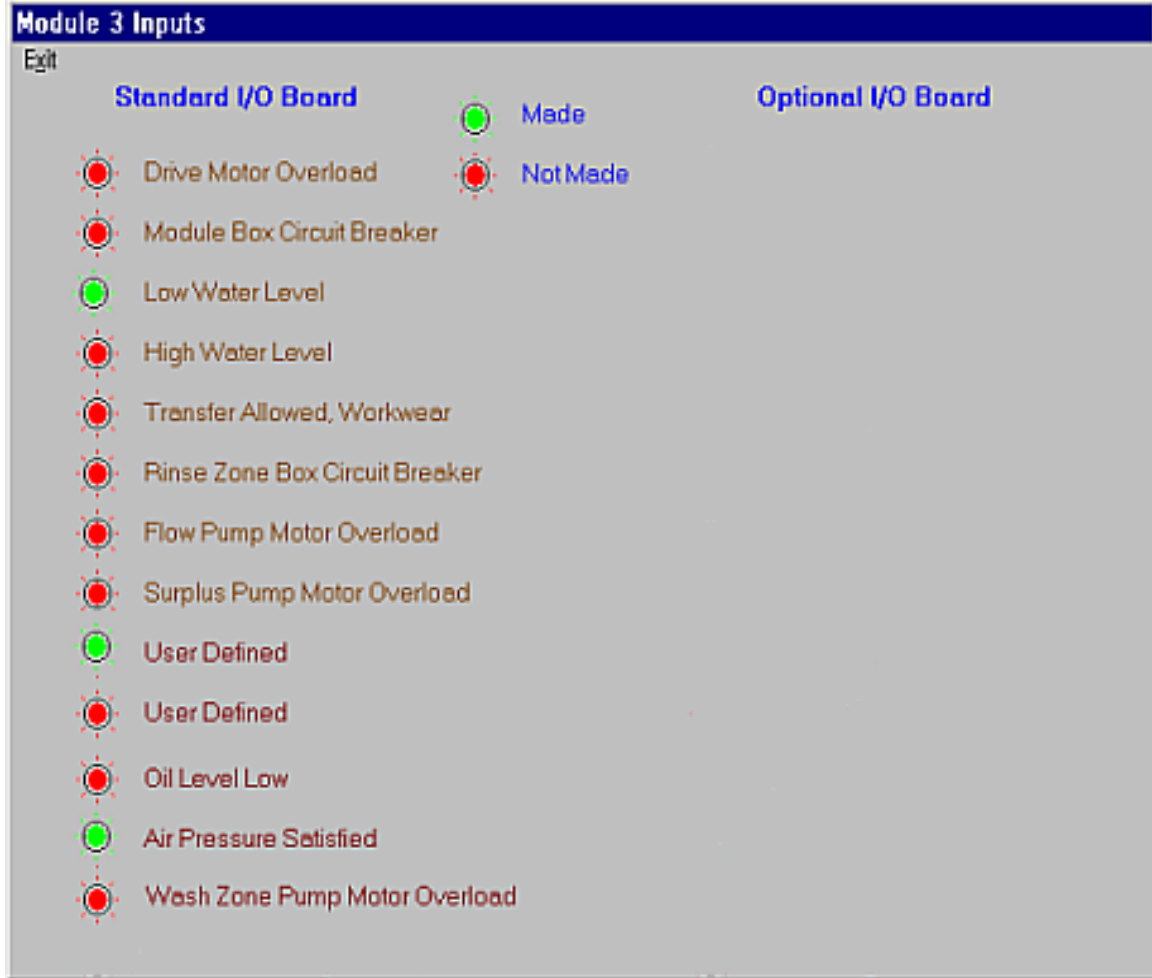 Module 3 Inputs
Exit
Standard I/O Board
Made
Optional I/O Board
Drive Motor Overload
Not Made
Module Box Circuit Breaker
Low Water Level
High Water Level
Transfer Allowed, Workwear
Rinse Zone Box Circuit Breaker
Flow Pump Motor Overload
Surplus Pump Motor Overload
User Defined
User Defined
Oil Level Low
Air Pressure Satisfied
Wash Zone Pump Motor Overload